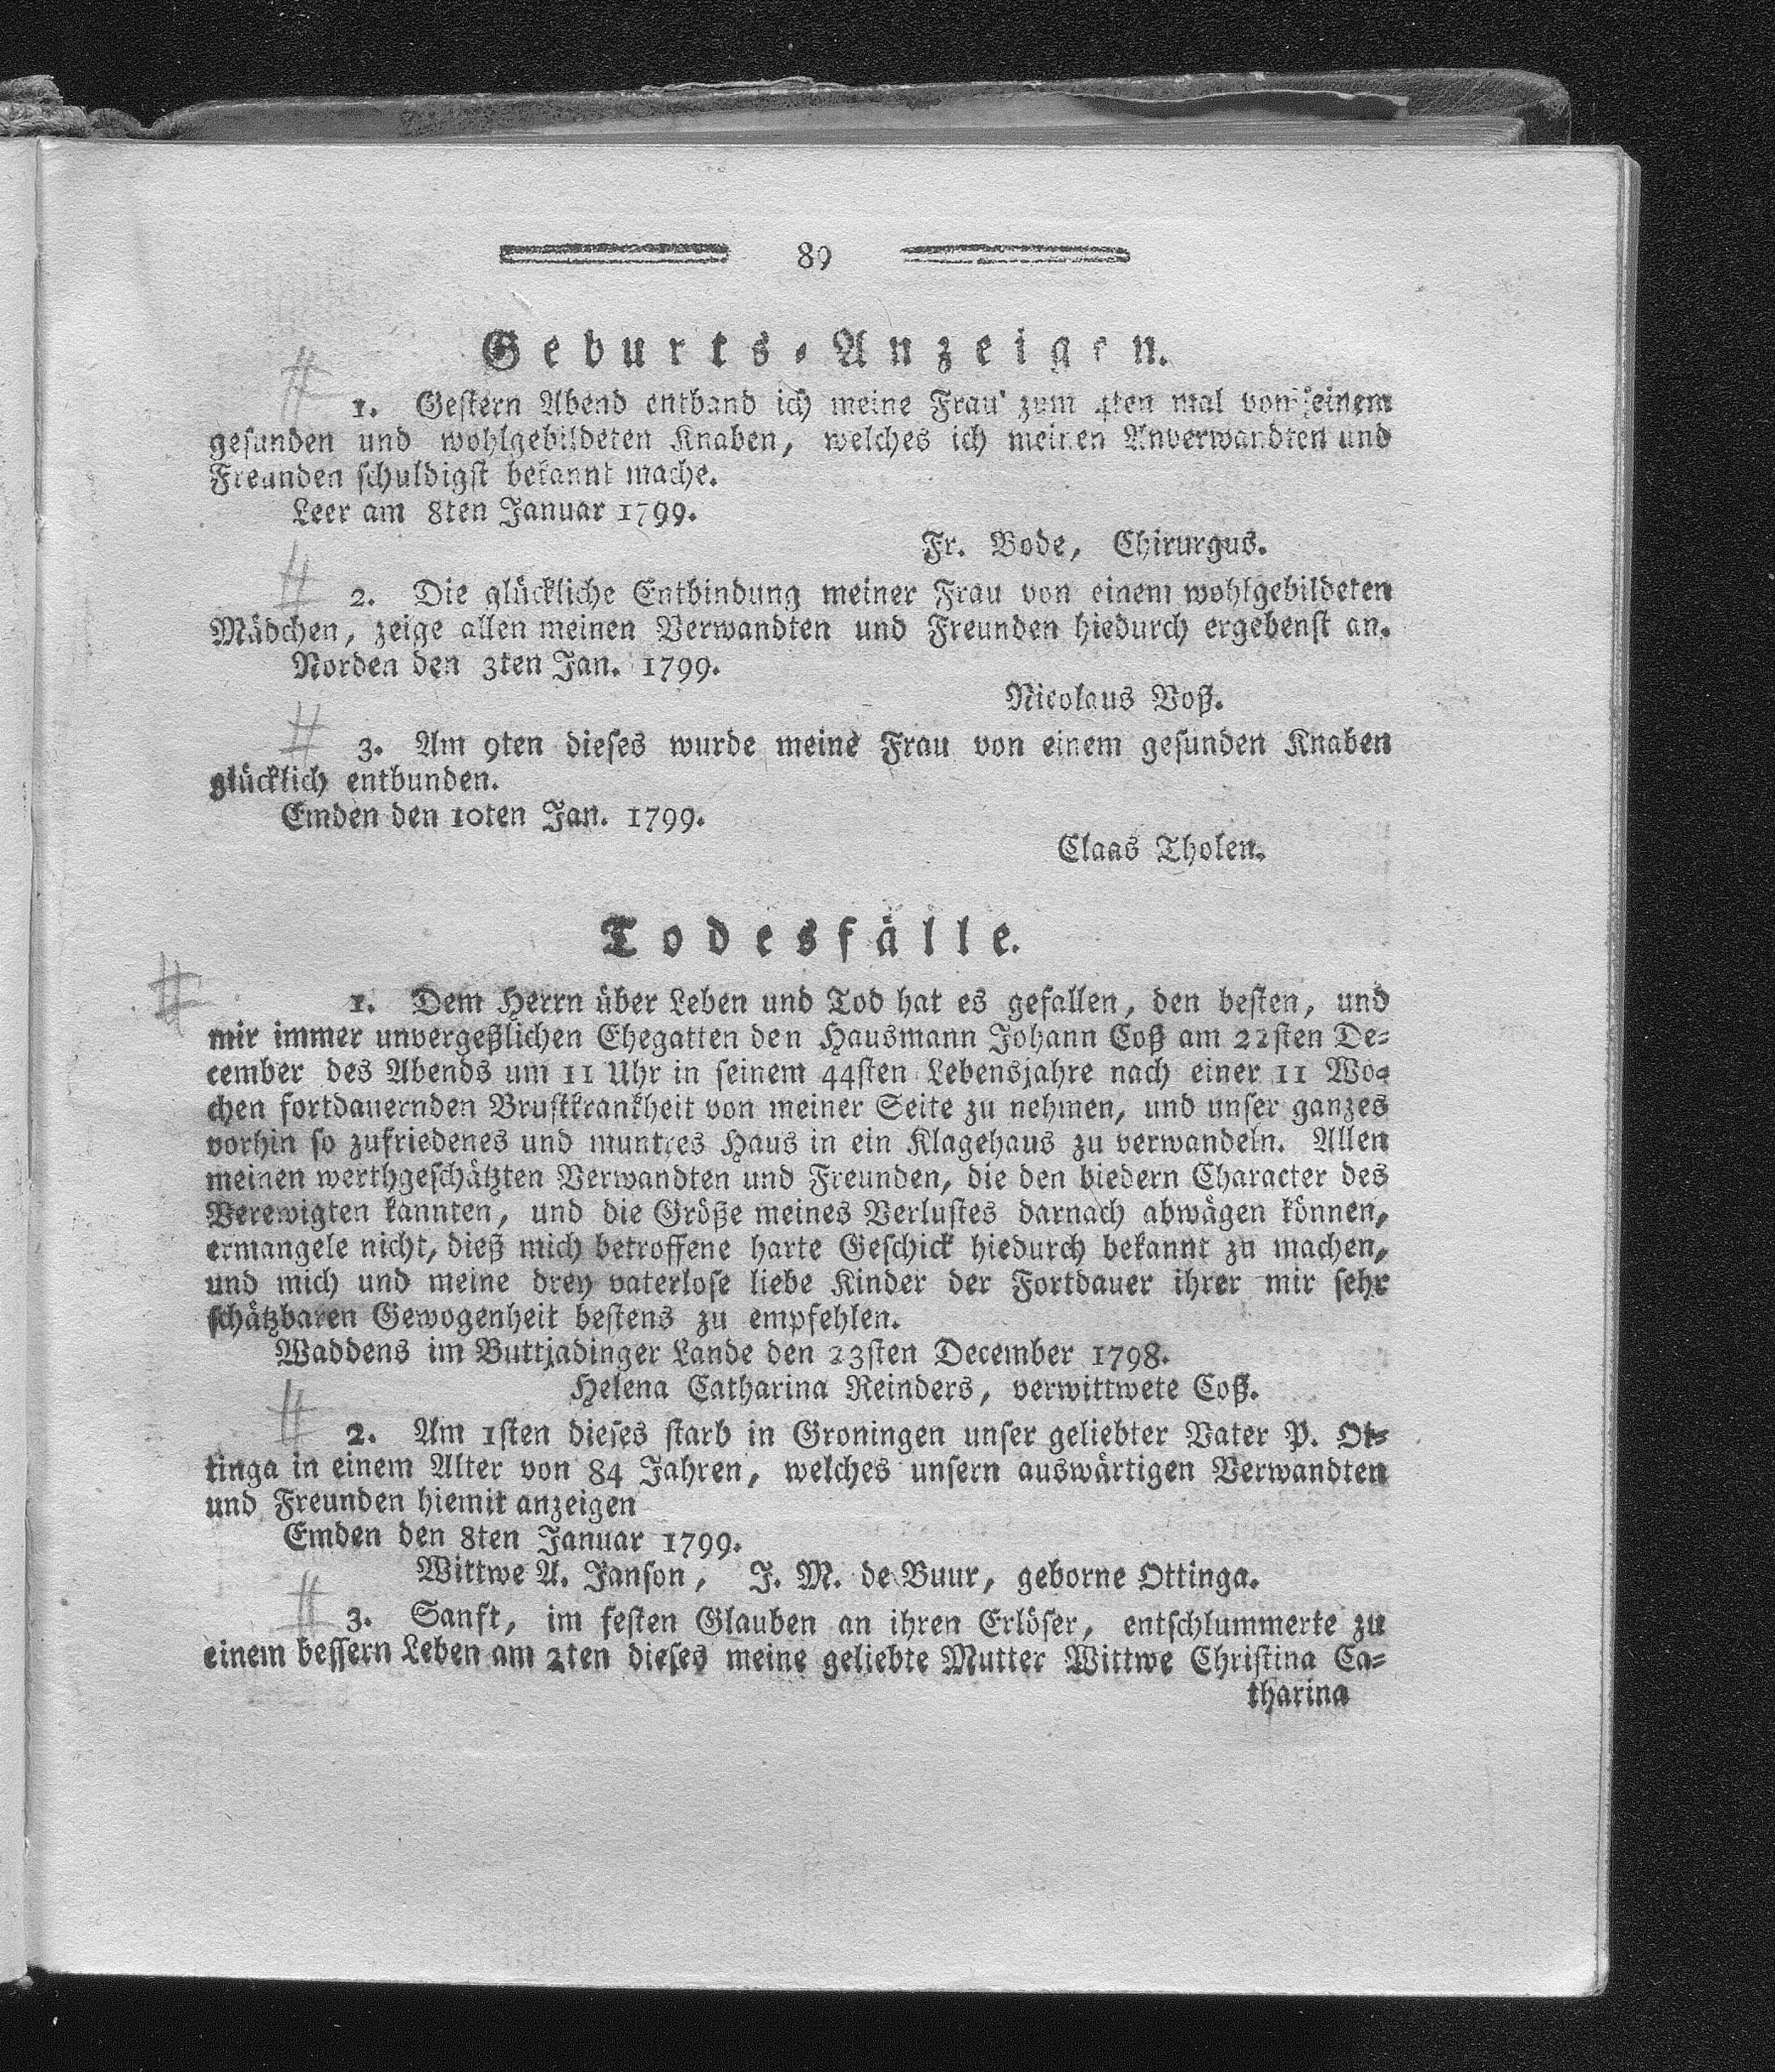 89
Geburts-Anzeigen.
1. Gestern Abend entband ich meine Frau zum 4ten mal von einem
gesunden und wohlgebildeten Knaben, welches ich meinen Anverwandten und
Freunden schuldigst bekannt mache.
Leer am 8ten Januar 1799.
Fr. Bode, Chirurgus.
2. Die glückliche Entbindung meiner Frau von einem wohlgebildeten
Mädchen, zeige allen meinen Verwandten und Freunden hiedurch ergebenst an.
Norden den 3ten Jan. 1799.
Nicolaus Voß.
3. Am 9ten dieses wurde meine Frau von einem gesunden Knaben
glücklich entbunden.
Emden den 10ten Jan. 1799.
Claas Tholen.
Todesfälle.
1. Dem Herrn über Leben und Tod hat es gefallen, den besten, und
mir immer unvergeßlichen Ehegatten den Hausmann Johann Coß am 22sten De-
cember des Abends um 11 Uhr in seinem 44sten Lebensjahre nach einer 11 Wo-
chen fortdauernden Brustkrankheit von meiner Seite zu nehmen, und unser ganzes
vorhin so zufriedenes und muntres Haus in ein Klagehaus zu verwandeln. Allen
meinen werthgeschätzten Verwandten und Freunden, die den biedern Character des
Verewigten kannten, und die Größe meines Verlustes darnach abwägen können,
ermangele nicht, dieß mich betroffene harte Geschick hiedurch bekannt zu machen,
und mich und meine drey vaterlose liebe Kinder der Fortdauer ihrer mir sehr
schätzbaren Gewogenheit bestens zu empfehlen.
Waddens im Buttjadinger Lande den 23sten December 1798.
Helena Catharina Reinders, verwittwete Coß.
2. Am 1sten dieses starb in Groningen unser geliebter Vater P. Ot-
tinga in einem Alter von 84 Jahren, welches unsern auswärtigen Verwandten
und Freunden hiemit anzeigen
Emden den 8ten Januar 1799.
Wittwe A. Janson, J. M. de Buur, geborne Ottinga.
3. Sanft, im festen Glauben an ihren Erlöser, entschlummerte zu
einem bessern Leben am 2ten dieses meine geliebte Mutter Wittwe Christina Ca-
tharina